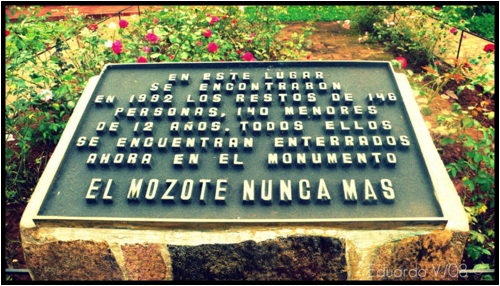 EN ESTE LUGAR
SE ENCONTRARON
EN 1992 LOS RESTOS DE 146
PERSONAS, 140 MENORES
DE 12 AÑOS. TODOS ELLOS
SE ENCUENTRAN ENTERRADOS
AHORA EN EL MONUMENTO
EL MOZOTE NUNCA MAS